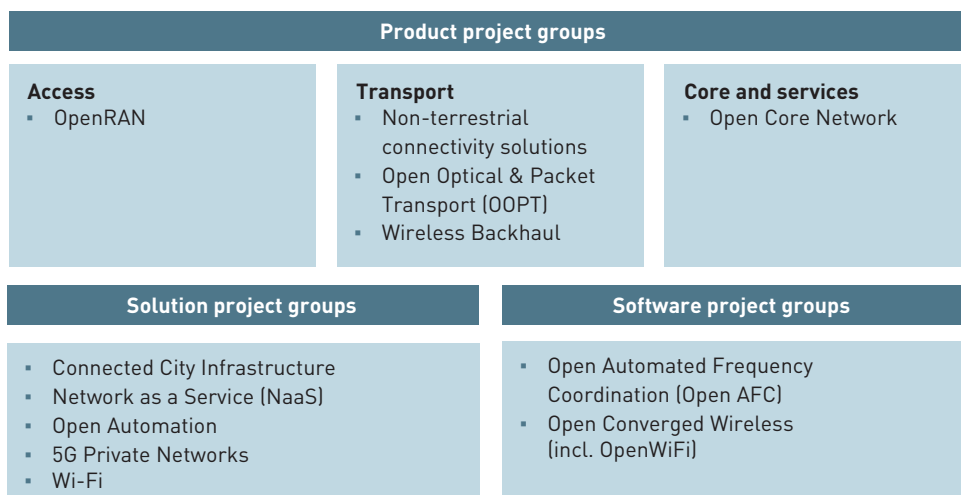 Product project groups
Access
▪ OpenRAN
Transport
▪ Non-terrestrial
connectivity solutions
▪ Open Optical & Packet
Transport (OOPT)
▪ Wireless Backhaul
Core and services
▪ Open Core Network
Solution project groups
▪ Connected City Infrastructure
▪ Network as a Service (NaaS)
▪ Open Automation
▪ 5G Private Networks
▪ Wi-Fi
Software project groups
▪ Open Automated Frequency
Coordination (Open AFC)
▪ Open Converged Wireless
(incl. OpenWiFi)